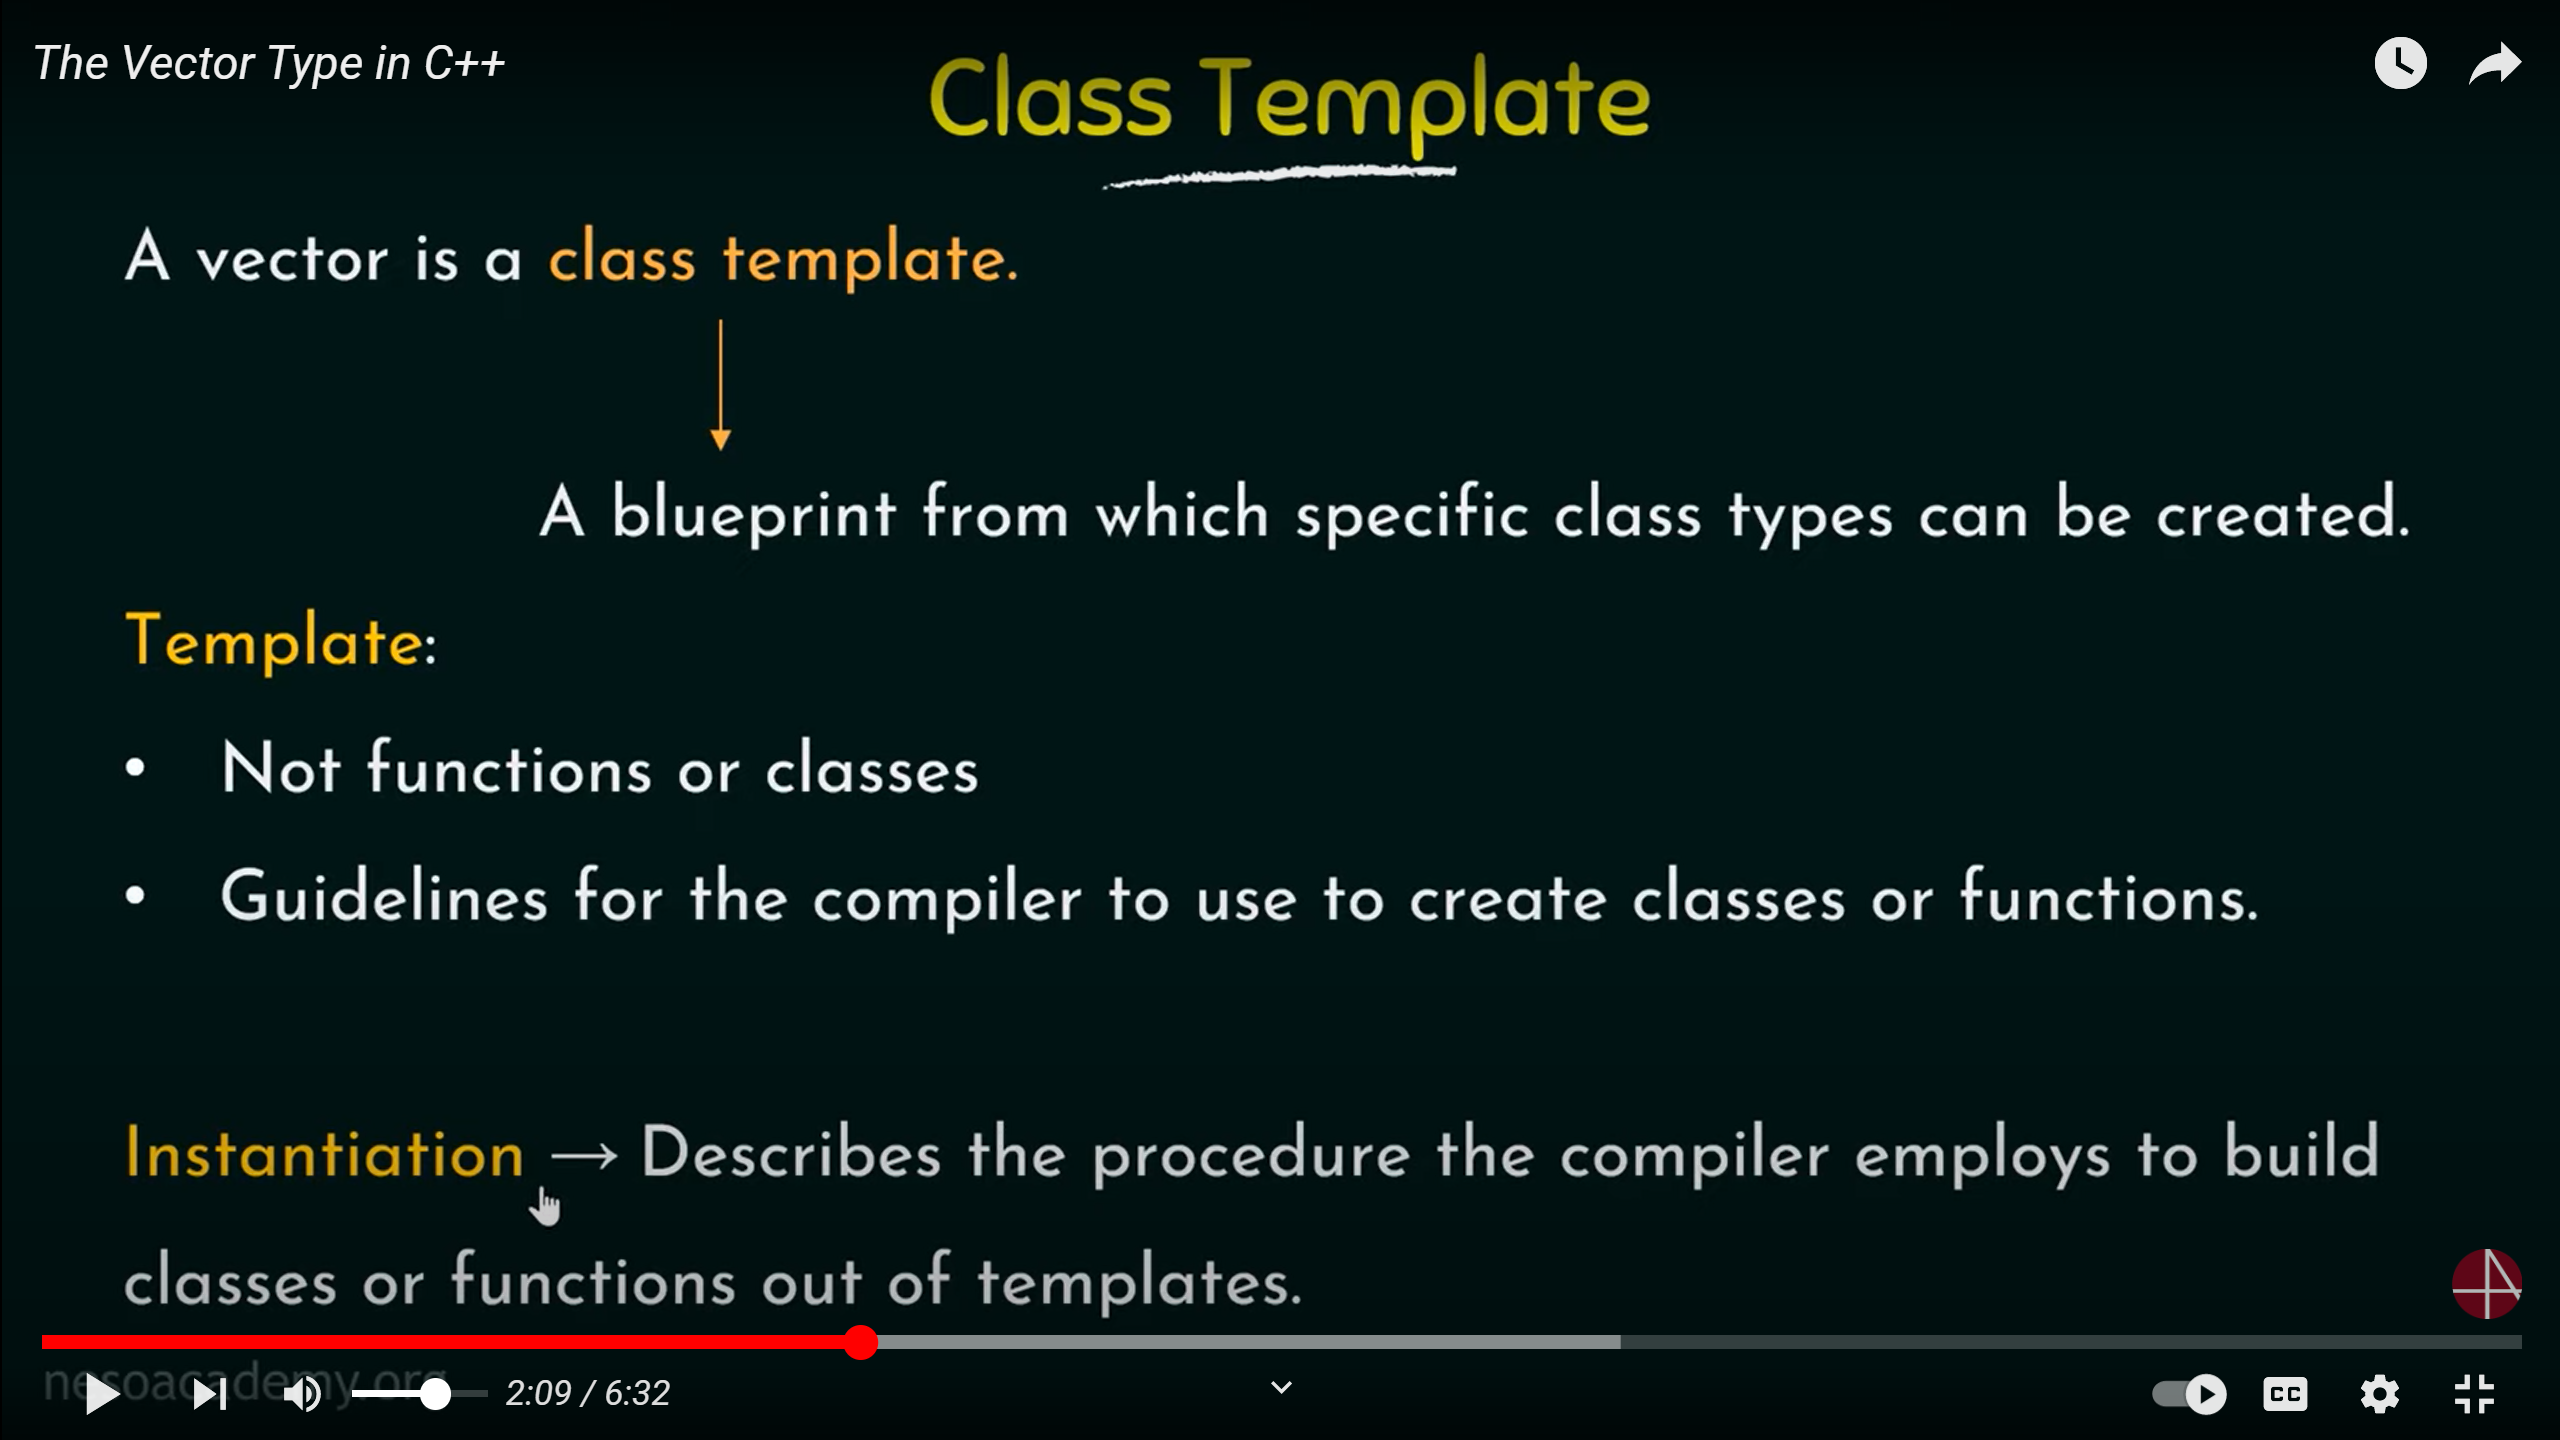 The Vector Type in C++
Class Template
A vector is a class template.
A blueprint from which specific class types can be created.
Template:
• Not functions or classes
• Guidelines for the compiler to use to create classes or functions.
Instantiation → Describes the procedure the compiler employs to build
classes or functions out of templates.
nesoacademy.org
2:09 / 6:32
CC